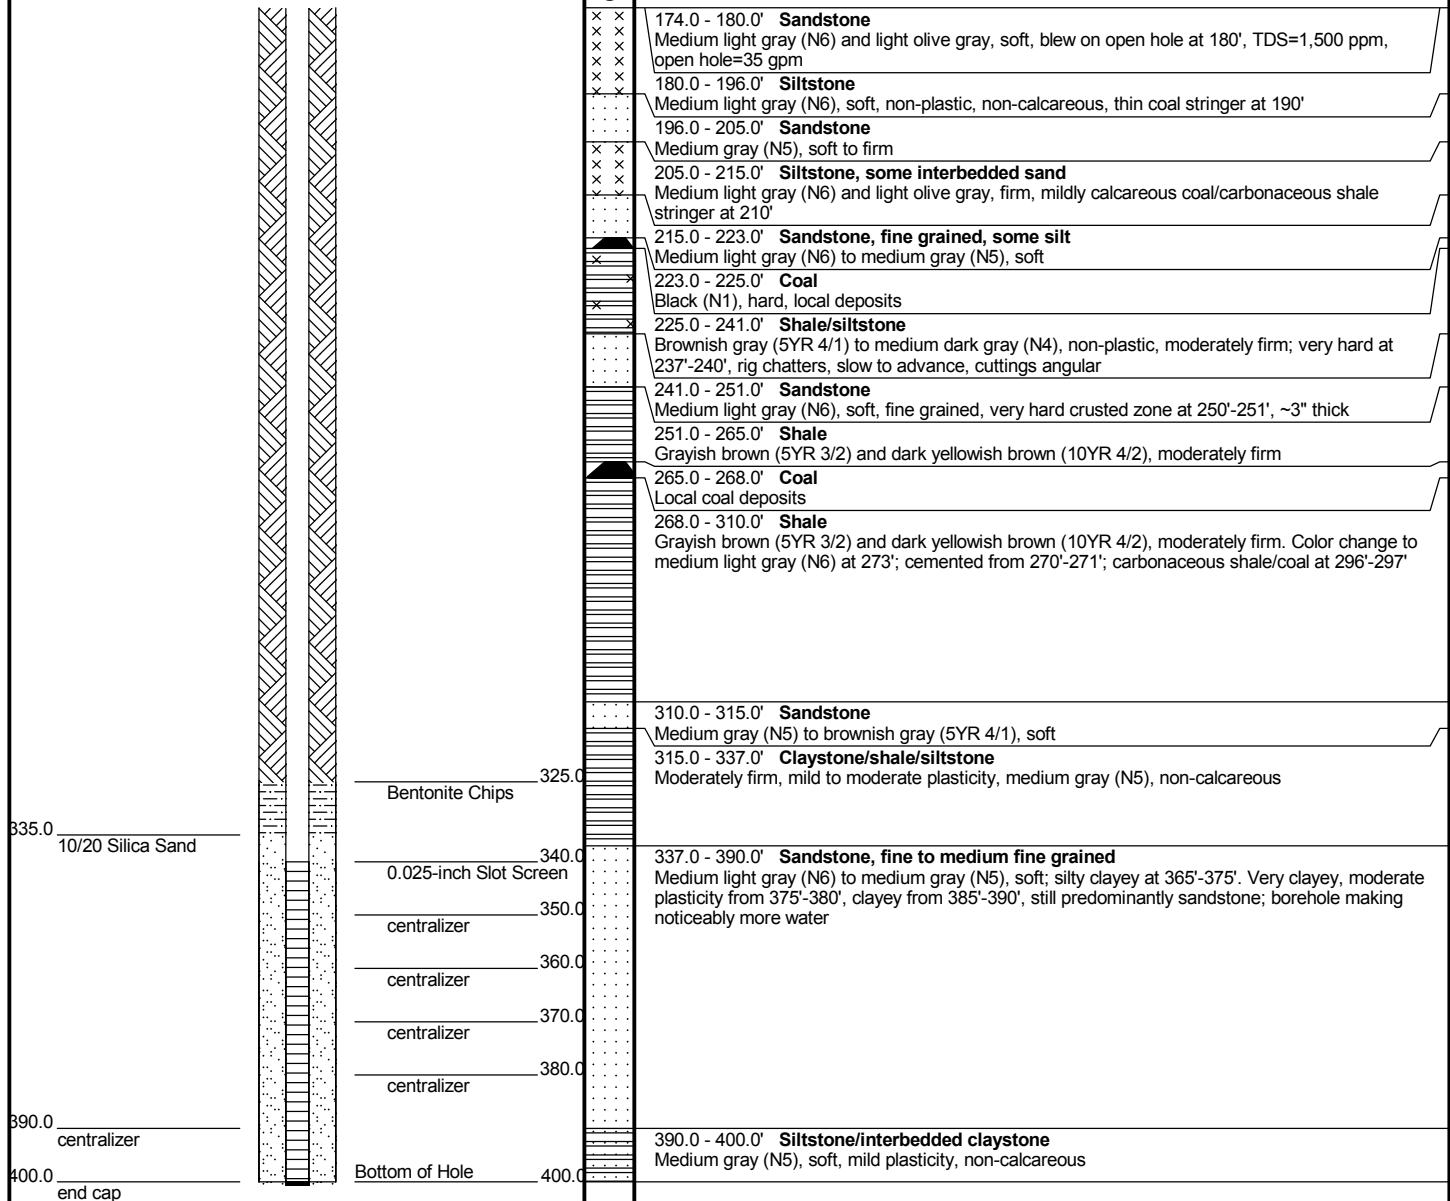 174.0 - 180.0' Sandstone
Medium light gray (N6) and light olive gray, soft, blew on open hole at 180', TDS=1,500 ppm,
open hole=35 gpm
180.0 - 196.0' Siltstone
Medium light gray (N6), soft, non-plastic, non-calcareous, thin coal stringer at 190'
196.0 - 205.0' Sandstone
Medium gray (N5), soft to firm
205.0 - 215.0' Siltstone, some interbedded sand
Medium light gray (N6) and light olive gray, firm, mildly calcareous coal/carbonaceous shale
stringer at 210'
215.0 - 223.0' Sandstone, fine grained, some silt
Medium light gray (N6) to medium gray (N5), soft
223.0 - 225.0' Coal
Black (N1), hard, local deposits
225.0 - 241.0' Shale/siltstone
Brownish gray (5YR 4/1) to medium dark gray (N4), non-plastic, moderately firm; very hard at
237'-240', rig chatters, slow to advance, cuttings angular
241.0 - 251.0' Sandstone
Medium light gray (N6), soft, fine grained, very hard crusted zone at 250'-251', ~3" thick
251.0 - 265.0' Shale
Grayish brown (5YR 3/2) and dark yellowish brown (10YR 4/2), moderately firm
265.0 - 268.0' Coal
Local coal deposits
268.0 - 310.0' Shale
Grayish brown (5YR 3/2) and dark yellowish brown (10YR 4/2), moderately firm. Color change to
medium light gray (N6) at 273'; cemented from 270'-271'; carbonaceous shale/coal at 296'-297'
310.0 - 315.0' Sandstone
Medium gray (N5) to brownish gray (5YR 4/1), soft
315.0 - 337.0' Claystone/shale/siltstone
Moderately firm, mild to moderate plasticity, medium gray (N5), non-calcareous
325.0
Bentonite Chips
335.0
10/20 Silica Sand
340.0
0.025-inch Slot Screen
337.0 - 390.0' Sandstone, fine to medium fine grained
Medium light gray (N6) to medium gray (N5), soft; silty clayey at 365'-375'. Very clayey, moderate
plasticity from 375'-380', clayey from 385'-390', still predominantly sandstone; borehole making
noticeably more water
350.0
centralizer
360.0
centralizer
370.0
centralizer
380.0
centralizer
390.0
centralizer
390.0 - 400.0' Siltstone/interbedded claystone
Medium gray (N5), soft, mild plasticity, non-calcareous
400.0
end cap
Bottom of Hole
400.0